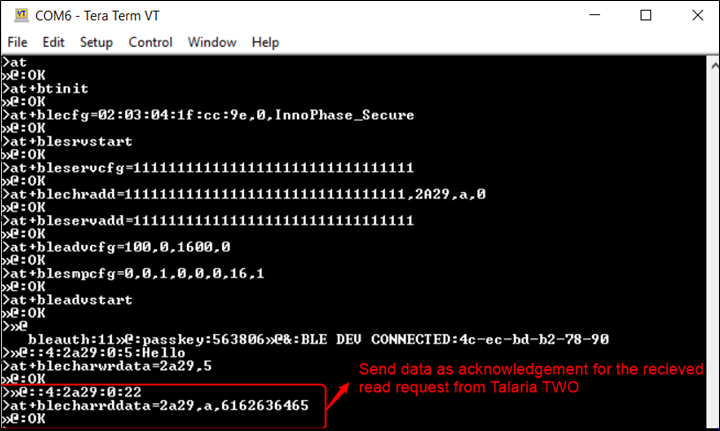 COM6 - Tera Term VT
File Edit Setup Control Window Help
>at
»@:OK
>at+btinit
»@:OK
>at+blecfg=02:03:04:1f:cc:9e,0,InnoPhase_Secure
»@:OK
>at+blesrvstart
»@:OK
>at+bleservcfg=11111111111111111111111111111111
»@:OK
>at+blechradd=11111111111111111111111111111111,2A29,a,0
»@:OK
>at+bleservadd=11111111111111111111111111111111
»@:OK
>at+bleadvcfg=100,0,1600,0
»@:OK
>at+blesmpcfg=0,0,1,0,0,0,16,1
»@:OK
>at+bleadvstart
»@:OK
>»@
bleauth:11»@:passkey:563806»@&:BLE DEV CONNECTED:4c-ec-bd-b2-78-90
>»@::4:2a29:0:5:Hello
>at+blecharwrdata=2a29,5
»@:OK
>»@::4:2a29:0:22
>at+blecharrddata=2a29,a,6162636465
»@:OK
Send data as acknowledgement for the recieved
read request from Talaria TWO